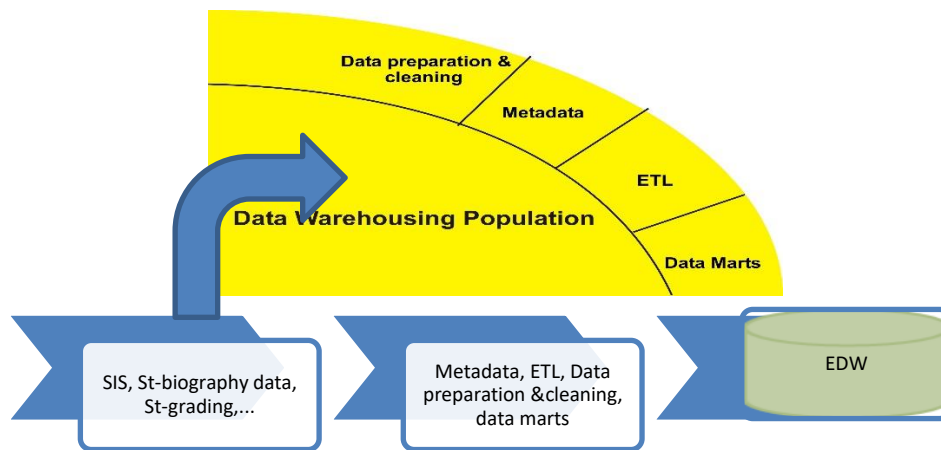 Data preparation &
cleaning
Metadata
ETL
Data Warehousing Population
Data Marts
SIS, St-biography data,
St-grading,...
Metadata, ETL, Data
preparation &cleaning,
data marts
EDW